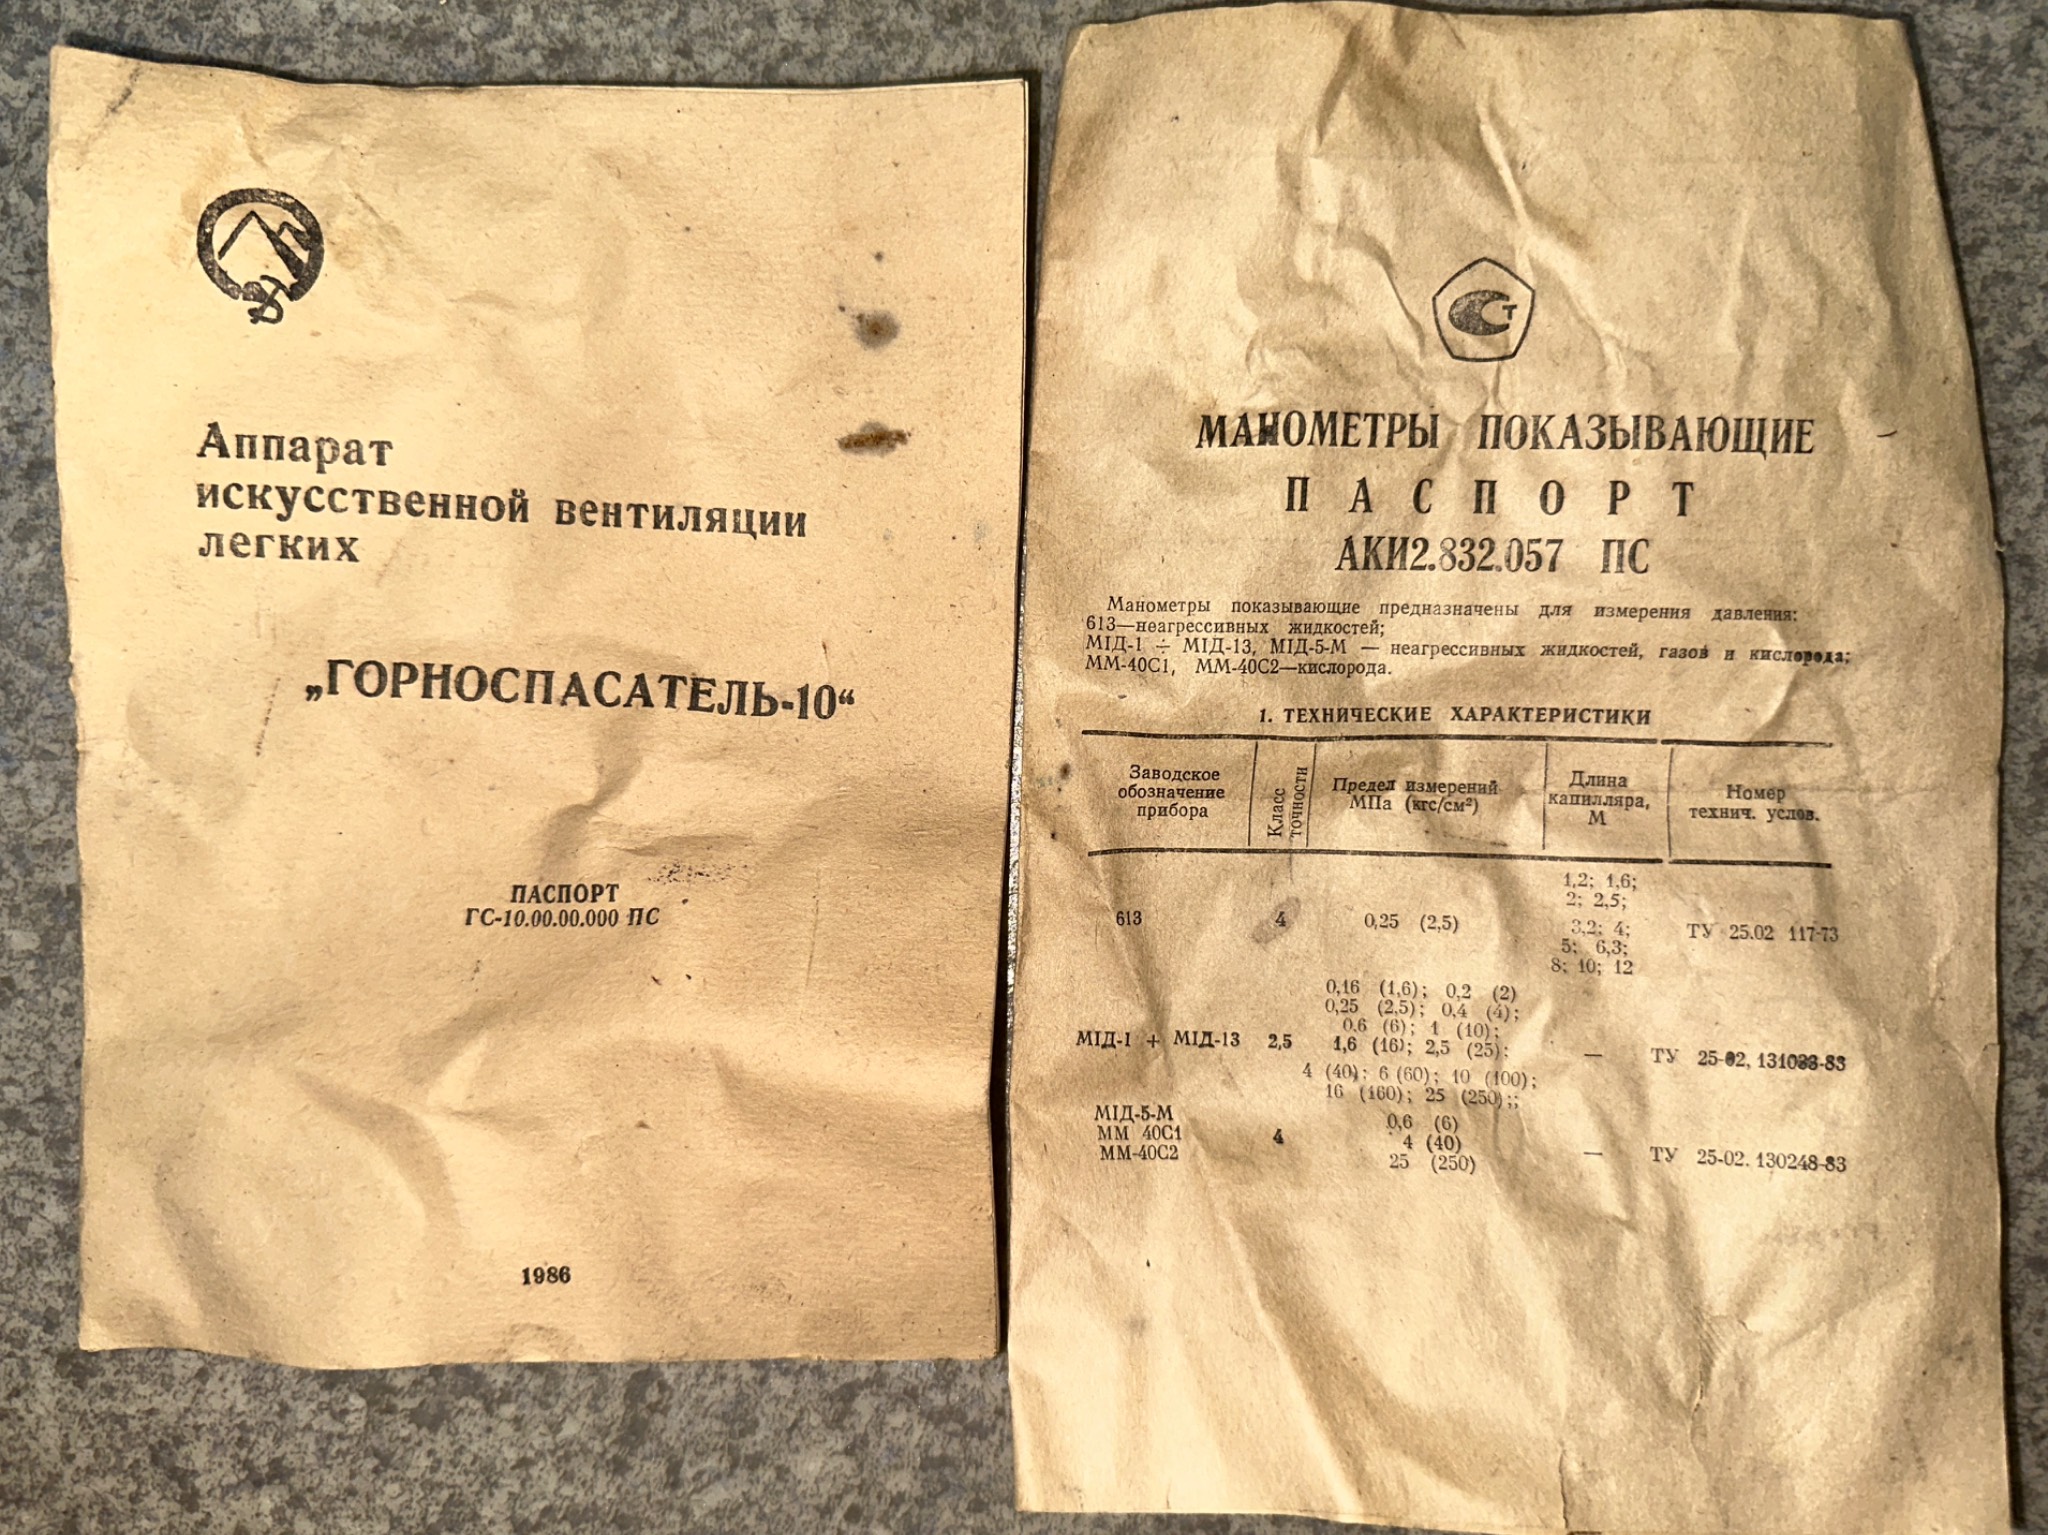 Аппарат
искусственной вентиляции
легких
„ГОРНОСПАСАТЕЛЬ-10“
ПАСПОРТ
ГС-10.00.00.000 ПС
1986
МАНОМЕТРЫ ПОКАЗЫВАЮЩИЕ
ПАСПОРТ
АКИ2.832.057 ПС
Манометры показывающие предназначены для измерения давления:
613—неагрессивных жидкостей;
МІД-1 ÷ МІД-13, МІД-5-М — неагрессивных жидкостей, газов и кислорода;
ММ-40С1, ММ-40С2—кислорода.
1. ТЕХНИЧЕСКИЕ ХАРАКТЕРИСТИКИ
Заводское
обозначение
прибора
Класс
точности
Предел измерений
МПа (кгс/см²)
Длина
капилляра,
М
Номер
технич. услов.
1,2; 1,6;
2; 2,5;
613 4 0,25 (2,5) 3,2; 4; ТУ 25.02 117-73
5; 6,3;
8; 10; 12
0,16 (1,6); 0,2 (2)
0,25 (2,5); 0,4 (4);
0,6 (6); 1 (10);
МІД-1 ÷ МІД-13 2,5 1,6 (16); 2,5 (25); — ТУ
4 (40); 6 (60); 10 (100);
16 (160); 25 (250);;
МІД-5-М 0,6 (6)
ММ 40С1 4 4 (40)
ММ-40С2 25 (250) — ТУ 25-02. 130248-83